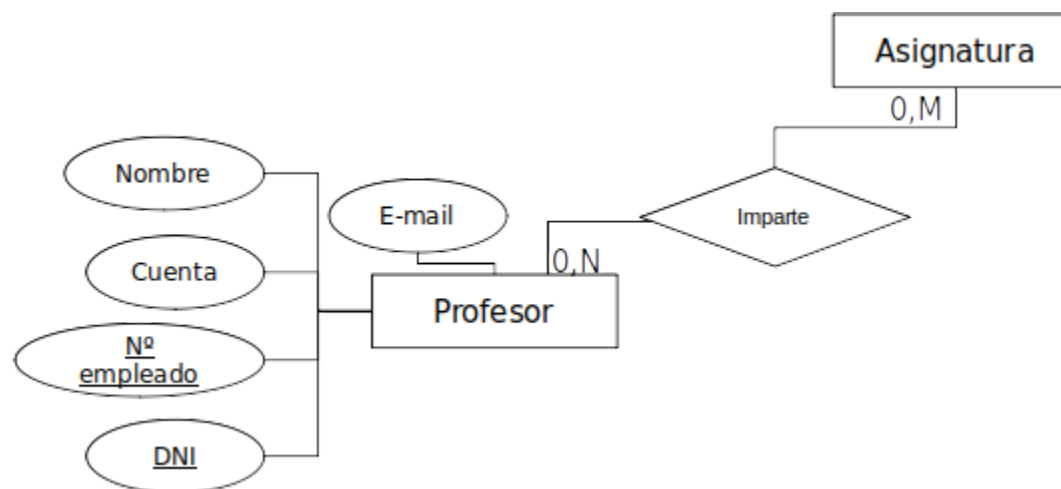 Asignatura
0,M
Nombre
E-mail
Imparte
Cuenta
0,N
Profesor
Nº
empleado
DNI